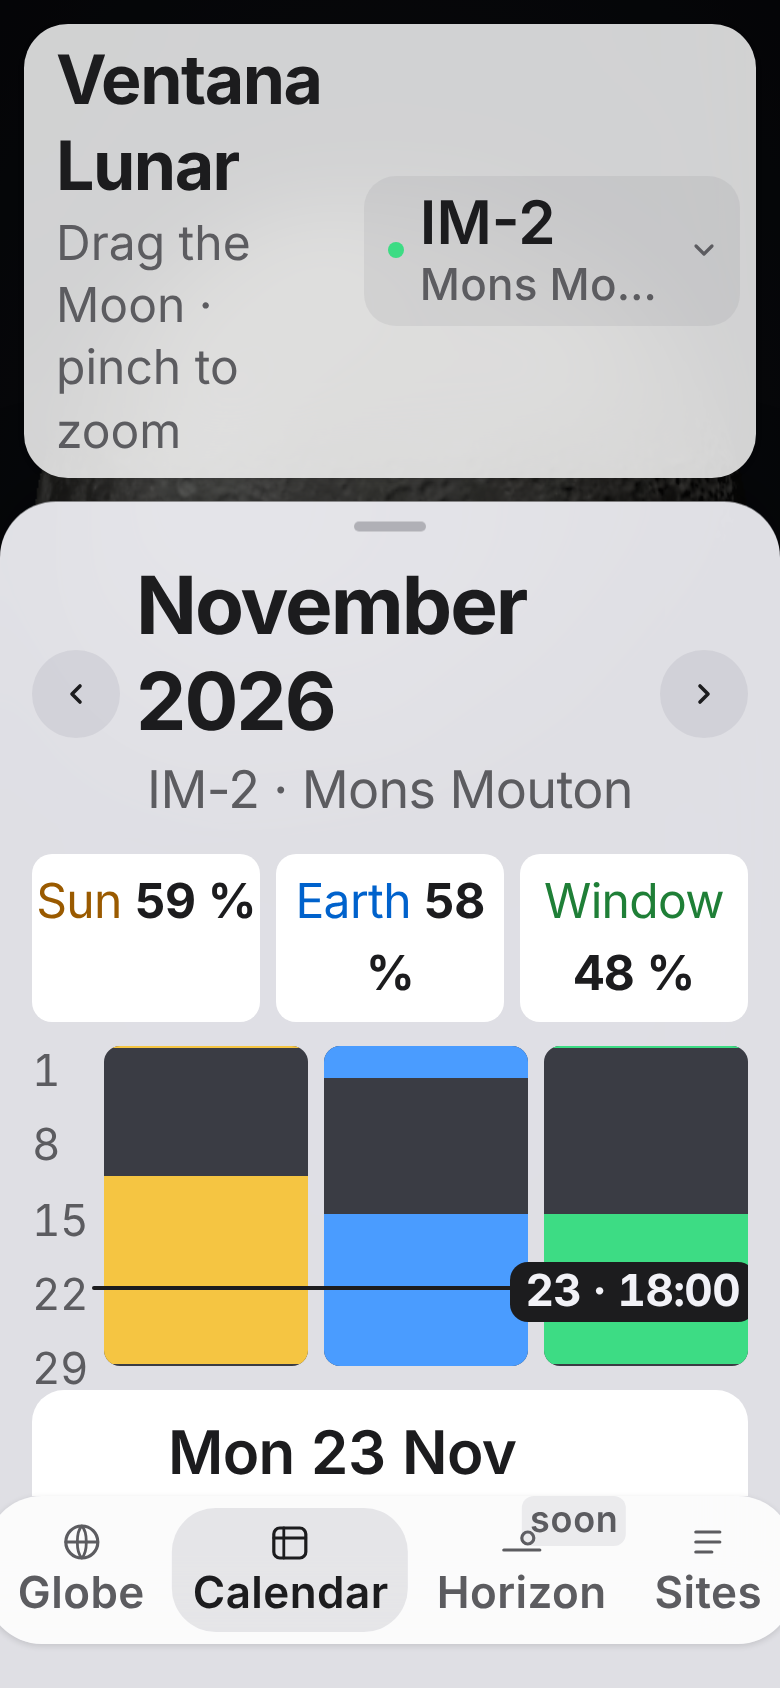 Ventana
Lunar
Drag the
Moon ·
pinch to
zoom
IM-2
Mons Mo...
November
2026
IM-2 · Mons Mouton
Sun 59 %
Earth 58
%
Window
48 %
1
8
15
22
29
23 · 18:00
Mon 23 Nov
soon
Globe
Calendar
Horizon
Sites